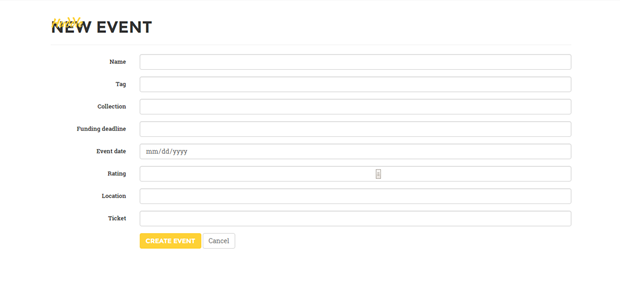 NEW EVENT
Name
Tag
Collection
Funding deadline
Event date
mm/dd/yyyy
Rating
Location
Ticket
CREATE EVENT Cancel